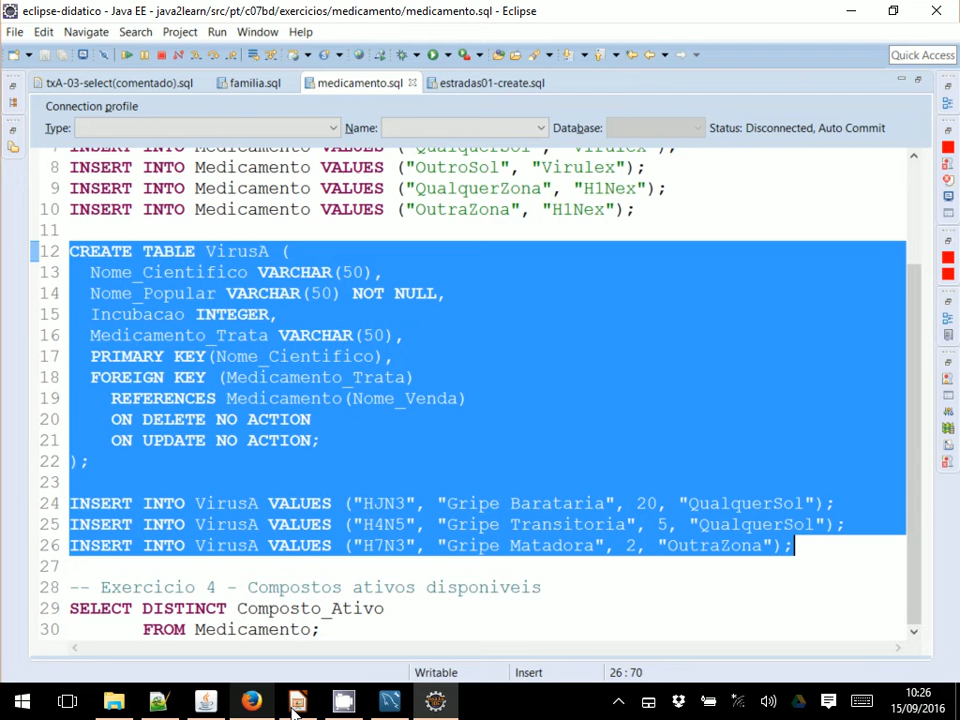 eclipse-didatico - Java EE - java2learn/src/pt/c07bd/exercicios/medicamento/medicamento.sql - Eclipse
File Edit Navigate Search Project Run Window Help
Quick Access
txA-03-select(comentado).sql familia.sql medicamento.sql estradas01-create.sql
Connection profile
Type: Name: Database: Status: Disconnected, Auto Commit
7 INSERT INTO Medicamento VALUES ("QualquerSol", "Virulex");
8 INSERT INTO Medicamento VALUES ("OutroSol", "Virulex");
9 INSERT INTO Medicamento VALUES ("QualquerZona", "H1Nex");
10 INSERT INTO Medicamento VALUES ("OutraZona", "H1Nex");
11
12 CREATE TABLE VirusA (
13 Nome_Cientifico VARCHAR(50),
14 Nome_Popular VARCHAR(50) NOT NULL,
15 Incubacao INTEGER,
16 Medicamento_Trata VARCHAR(50),
17 PRIMARY KEY(Nome_Cientifico),
18 FOREIGN KEY (Medicamento_Trata)
19 REFERENCES Medicamento(Nome_Venda)
20 ON DELETE NO ACTION
21 ON UPDATE NO ACTION;
22 );
23
24 INSERT INTO VirusA VALUES ("HJN3", "Gripe Barataria", 20, "QualquerSol");
25 INSERT INTO VirusA VALUES ("H4N5", "Gripe Transitoria", 5, "QualquerSol");
26 INSERT INTO VirusA VALUES ("H7N3", "Gripe Matadora", 2, "OutraZona");
27
28 -- Exercicio 4 - Compostos ativos disponiveis
29 SELECT DISTINCT Composto_Ativo
30 FROM Medicamento;
Writable Insert 26 : 70
10:26
15/09/2016